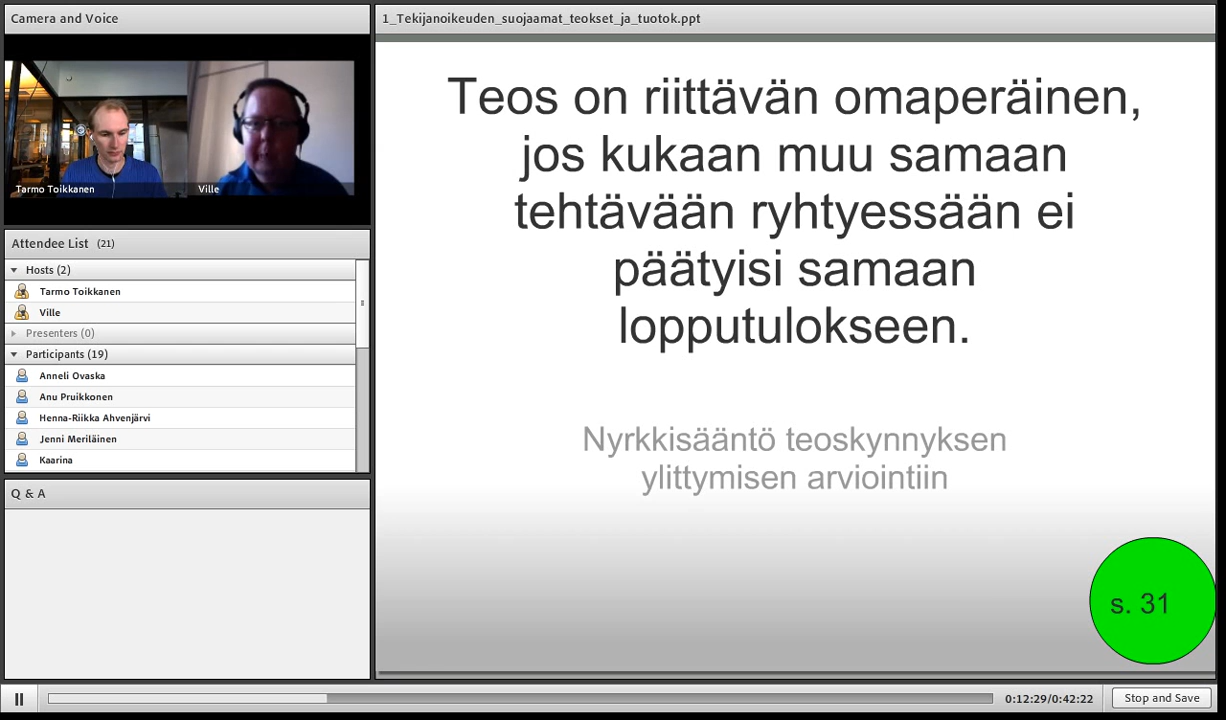 Camera and Voice
Tarmo Toikkanen
Ville
Attendee List (21)
Hosts (2)
Tarmo Toikkanen
Ville
Presenters (0)
Participants (19)
Anneli Ovaska
Anu Pruikkonen
Henna-Riikka Ahvenjärvi
Jenni Meriläinen
Kaarina
Q & A
1_Tekijanoikeuden_suojaamat_teokset_ja_tuotok.ppt
Teos on riittävän omaperäinen,
jos kukaan muu samaan
tehtävään ryhtyessään ei
päätyisi samaan
lopputulokseen.
Nyrkkisääntö teoskynnyksen
ylittymisen arviointiin
s. 31
0:12:29/0:42:22
Stop and Save